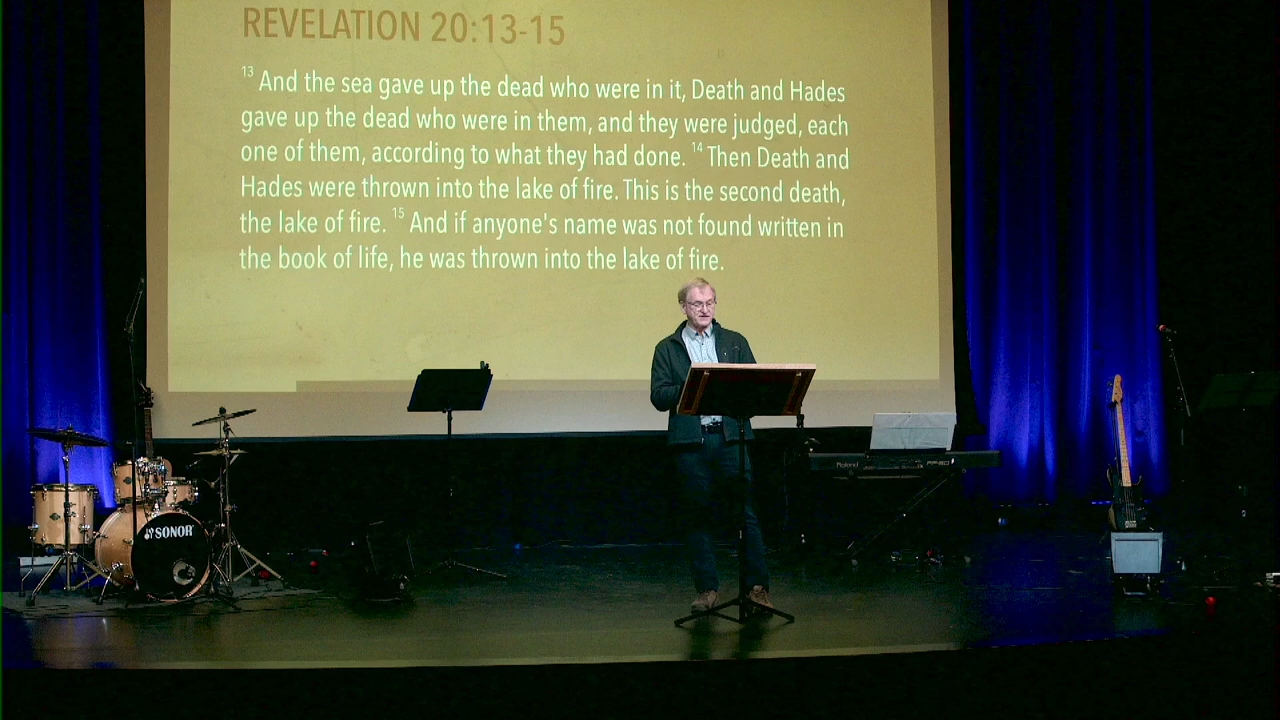 REVELATION 20:13-15
13 And the sea gave up the dead who were in it, Death and Hades
gave up the dead who were in them, and they were judged, each
one of them, according to what they had done. 14 Then Death and
Hades were thrown into the lake of fire. This is the second death,
the lake of fire. 15 And if anyone's name was not found written in
the book of life, he was thrown into the lake of fire.
Roland
SONOR